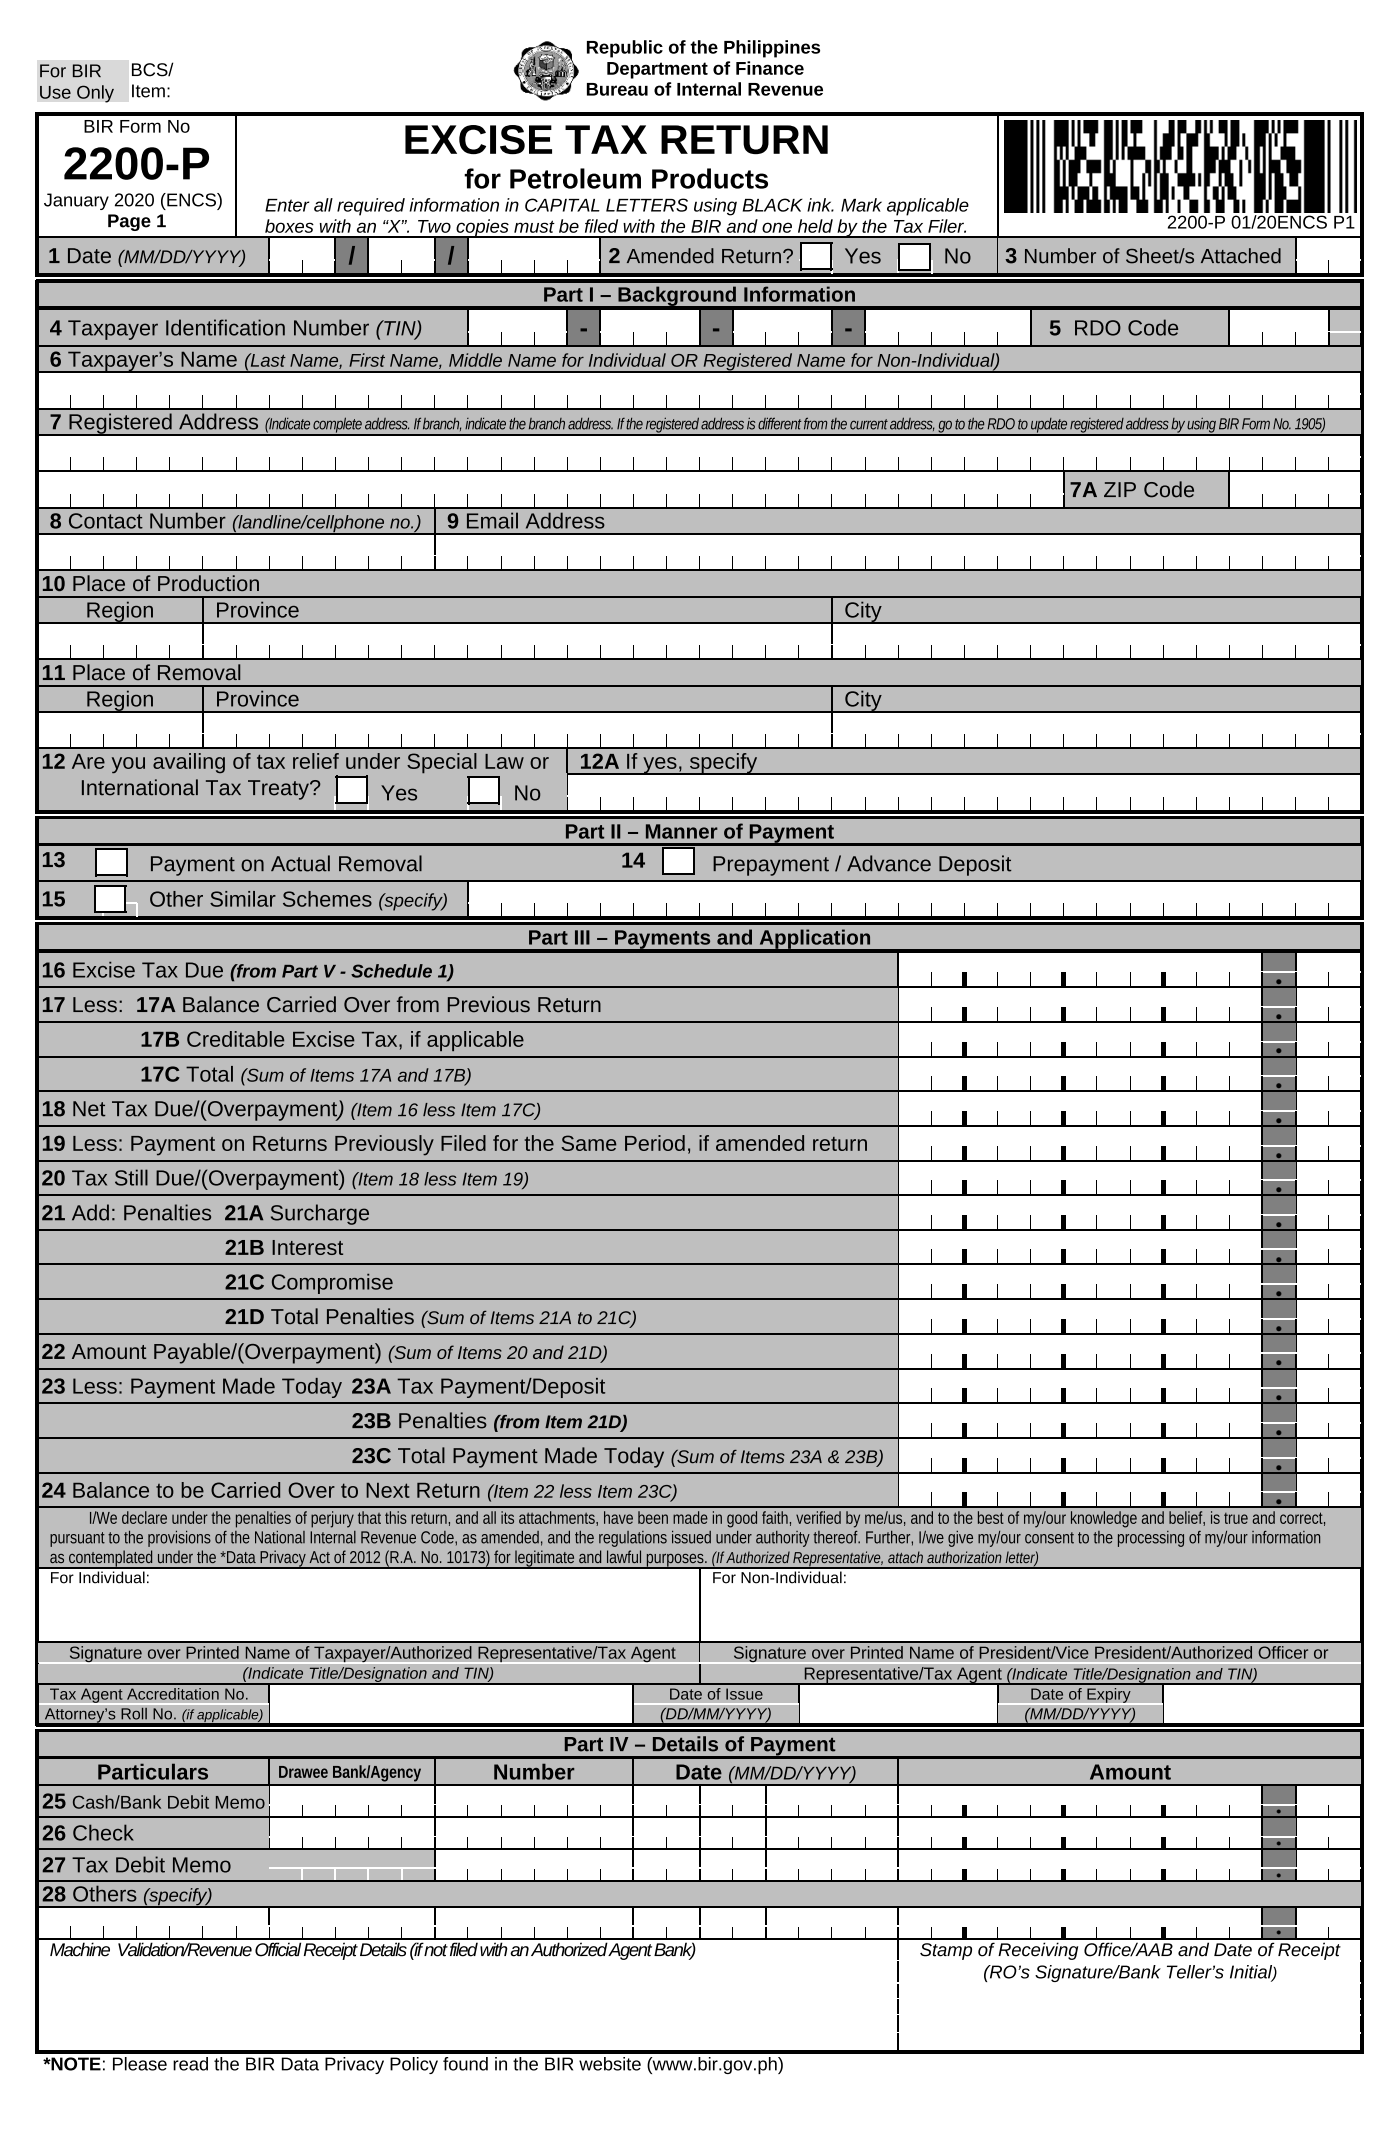 For BIR
Use Only
BCS/
Item:
Republic of the Philippines
Department of Finance
Bureau of Internal Revenue
BIR Form No
2200-P
January 2020 (ENCS)
Page 1
EXCISE TAX RETURN
for Petroleum Products
Enter all required information in CAPITAL LETTERS using BLACK ink. Mark applicable
boxes with an “X”. Two copies must be filed with the BIR and one held by the Tax Filer.
2200-P 01/20ENCS P1
1 Date (MM/DD/YYYY) / / 2 Amended Return? Yes No 3 Number of Sheet/s Attached
Part I – Background Information
4 Taxpayer Identification Number (TIN) - - - 5 RDO Code
6 Taxpayer’s Name (Last Name, First Name, Middle Name for Individual OR Registered Name for Non-Individual)
7 Registered Address (Indicate complete address. If branch, indicate the branch address. If the registered address is different from the current address, go to the RDO to update registered address by using BIR Form No. 1905)
7A ZIP Code
8 Contact Number (landline/cellphone no.) 9 Email Address
10 Place of Production
Region Province City
11 Place of Removal
Region Province City
12 Are you availing of tax relief under Special Law or
International Tax Treaty? Yes No
12A If yes, specify
Part II – Manner of Payment
13 Payment on Actual Removal 14 Prepayment / Advance Deposit
15 Other Similar Schemes (specify)
Part III – Payments and Application
16 Excise Tax Due (from Part V - Schedule 1)
17 Less: 17A Balance Carried Over from Previous Return
17B Creditable Excise Tax, if applicable
17C Total (Sum of Items 17A and 17B)
18 Net Tax Due/(Overpayment) (Item 16 less Item 17C)
19 Less: Payment on Returns Previously Filed for the Same Period, if amended return
20 Tax Still Due/(Overpayment) (Item 18 less Item 19)
21 Add: Penalties 21A Surcharge
21B Interest
21C Compromise
21D Total Penalties (Sum of Items 21A to 21C)
22 Amount Payable/(Overpayment) (Sum of Items 20 and 21D)
23 Less: Payment Made Today 23A Tax Payment/Deposit
23B Penalties (from Item 21D)
23C Total Payment Made Today (Sum of Items 23A & 23B)
24 Balance to be Carried Over to Next Return (Item 22 less Item 23C)
I/We declare under the penalties of perjury that this return, and all its attachments, have been made in good faith, verified by me/us, and to the best of my/our knowledge and belief, is true and correct,
pursuant to the provisions of the National Internal Revenue Code, as amended, and the regulations issued under authority thereof. Further, I/we give my/our consent to the processing of my/our information
as contemplated under the *Data Privacy Act of 2012 (R.A. No. 10173) for legitimate and lawful purposes. (If Authorized Representative, attach authorization letter)
For Individual:
For Non-Individual:
Signature over Printed Name of Taxpayer/Authorized Representative/Tax Agent
(Indicate Title/Designation and TIN)
Signature over Printed Name of President/Vice President/Authorized Officer or
Representative/Tax Agent (Indicate Title/Designation and TIN)
Tax Agent Accreditation No.
Attorney’s Roll No. (if applicable)
Date of Issue
(DD/MM/YYYY)
Date of Expiry
(MM/DD/YYYY)
Part IV – Details of Payment
Particulars Drawee Bank/Agency Number Date (MM/DD/YYYY) Amount
25 Cash/Bank Debit Memo
26 Check
27 Tax Debit Memo
28 Others (specify)
Machine Validation/Revenue Official Receipt Details (if not filed with an Authorized Agent Bank)
Stamp of Receiving Office/AAB and Date of Receipt
(RO’s Signature/Bank Teller’s Initial)
*NOTE: Please read the BIR Data Privacy Policy found in the BIR website (www.bir.gov.ph)